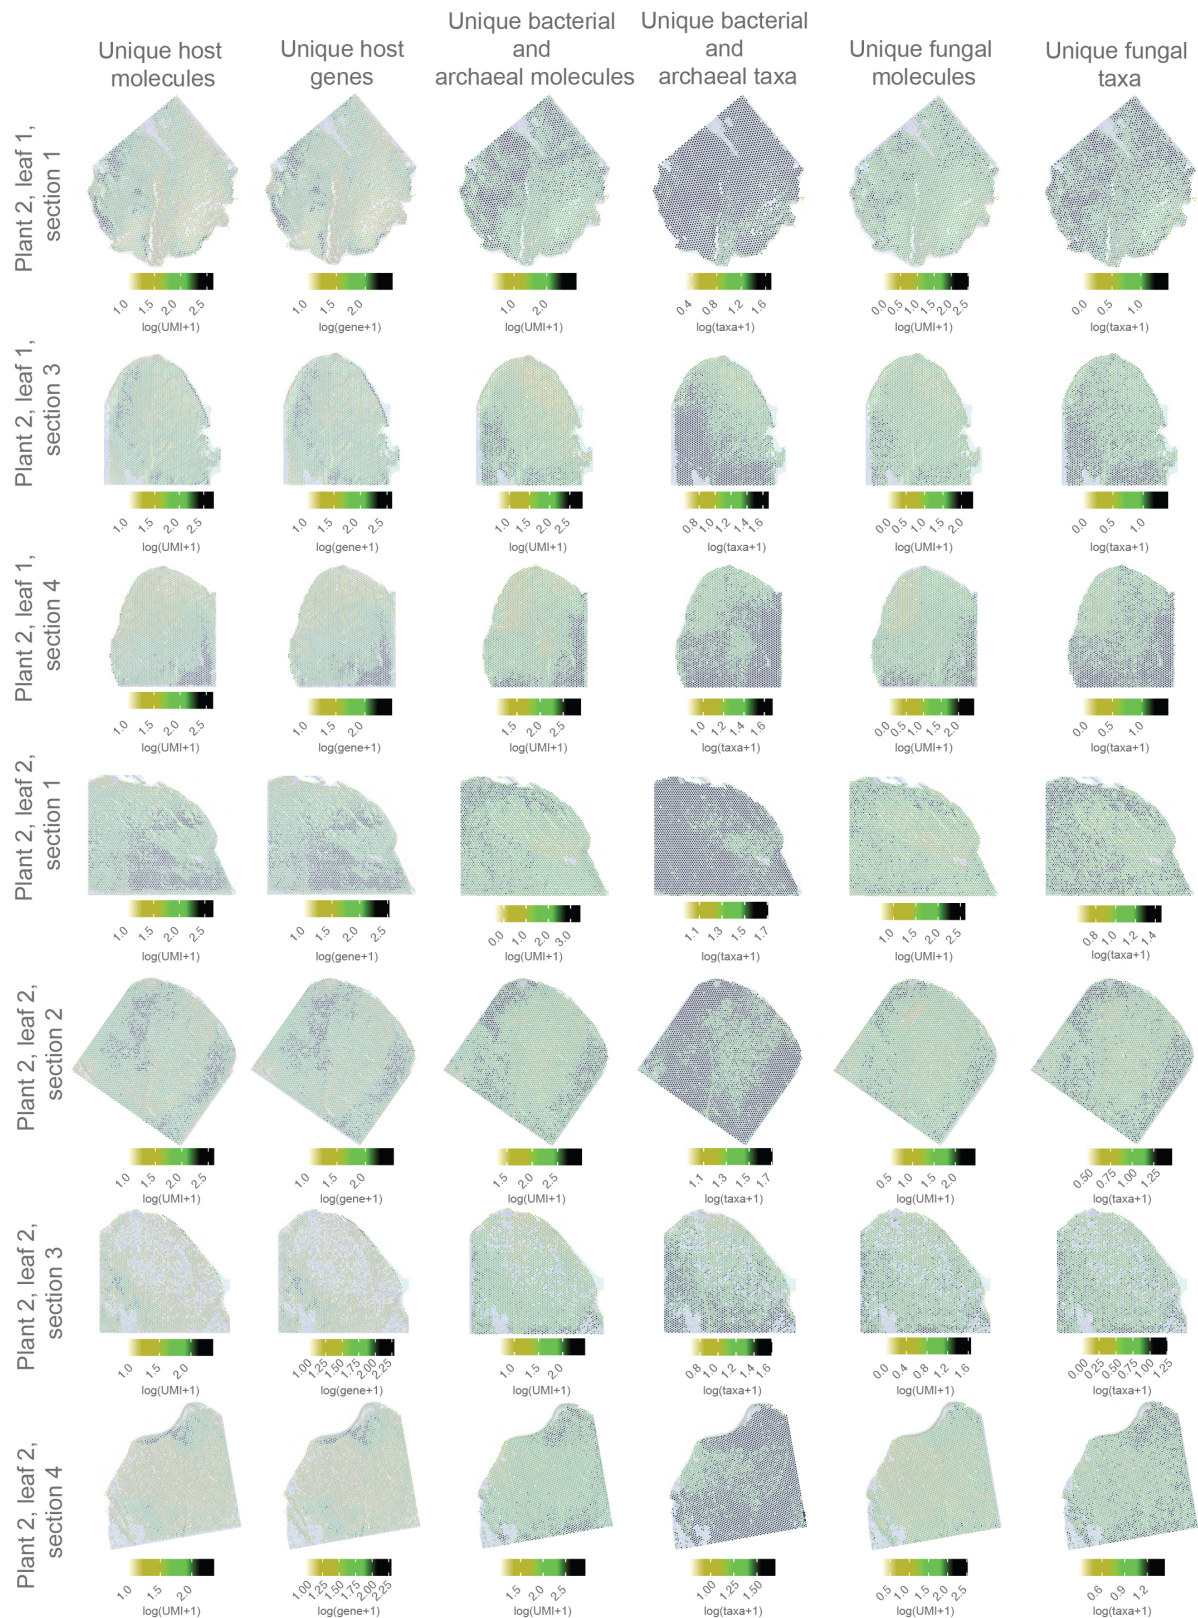 Unique host
molecules
Unique host
genes
Unique bacterial
and
archaeal molecules
Unique bacterial
and
archaeal taxa
Unique fungal
molecules
Unique fungal
taxa
Plant 2, leaf 1,
section 1
1.0 1.5 2.0 2.5
log(UMI+1)
1.0 1.5 2.0
log(gene+1)
1.0 2.0
log(UMI+1)
0.4 0.8 1.2 1.6
log(taxa+1)
0.0 0.5 1.0 1.5 2.0 2.5
log(UMI+1)
0.0 0.5 1.0
log(taxa+1)
Plant 2, leaf 1,
section 3
1.0 1.5 2.0 2.5
log(UMI+1)
1.0 1.5 2.0 2.5
log(gene+1)
1.0 1.5 2.0 2.5
log(UMI+1)
0.8 1.0 1.2 1.4 1.6
log(taxa+1)
0.0 0.5 1.0 1.5 2.0
log(UMI+1)
0.0 0.5 1.0
log(taxa+1)
Plant 2, leaf 1,
section 4
1.0 1.5 2.0 2.5
log(UMI+1)
1.0 2.0
log(gene+1)
1.5 2.0 2.5
log(UMI+1)
1.0 1.2 1.4 1.6
log(taxa+1)
0.0 0.5 1.0 1.5 2.0
log(UMI+1)
0.0 0.5 1.0
log(taxa+1)
Plant 2, leaf 2,
section 1
1.0 1.5 2.0 2.5
log(UMI+1)
1.0 1.5 2.0 2.5
log(gene+1)
0.0 1.0 2.0 3.0
log(UMI+1)
1.1 1.3 1.5 1.7
log(taxa+1)
1.0 1.5 2.0
log(UMI+1)
0.8 1.0 1.2 1.4
log(taxa+1)
Plant 2, leaf 2,
section 2
1.0 1.5 2.0 2.5
log(UMI+1)
1.0 1.5 2.0
log(gene+1)
1.5 2.0 2.5
log(UMI+1)
1.1 1.3 1.5 1.7
log(taxa+1)
0.5 1.0 1.5 2.0
log(UMI+1)
0.50 0.75 1.00 1.25
log(taxa+1)
Plant 2, leaf 2,
section 3
1.0 1.5 2.0
log(UMI+1)
1.00 1.25 1.50 1.75 2.00 2.25
log(gene+1)
1.0 1.5 2.0
log(UMI+1)
0.8 1.0 1.2 1.4 1.6
log(taxa+1)
0.0 0.4 0.8 1.2 1.6
log(UMI+1)
0.00 0.25 0.50 0.75 1.00 1.25
log(taxa+1)
Plant 2, leaf 2,
section 4
1.0 1.5 2.0
log(UMI+1)
1.00 1.25 1.50 1.75 2.00 2.25
log(gene+1)
1.5 2.0 2.5
log(UMI+1)
1.00 1.25 1.50
log(taxa+1)
0.5 1.0 1.5 2.0 2.5
log(UMI+1)
0.6 0.9 1.2
log(taxa+1)